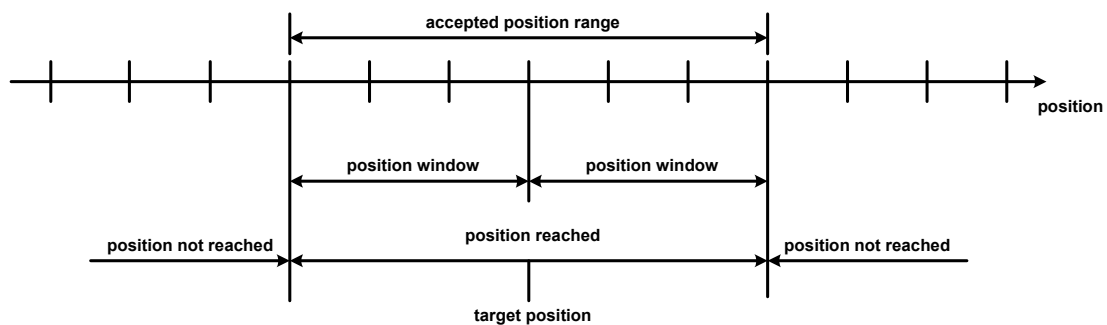 accepted position range
position
position window
position window
position not reached
position reached
position not reached
target position